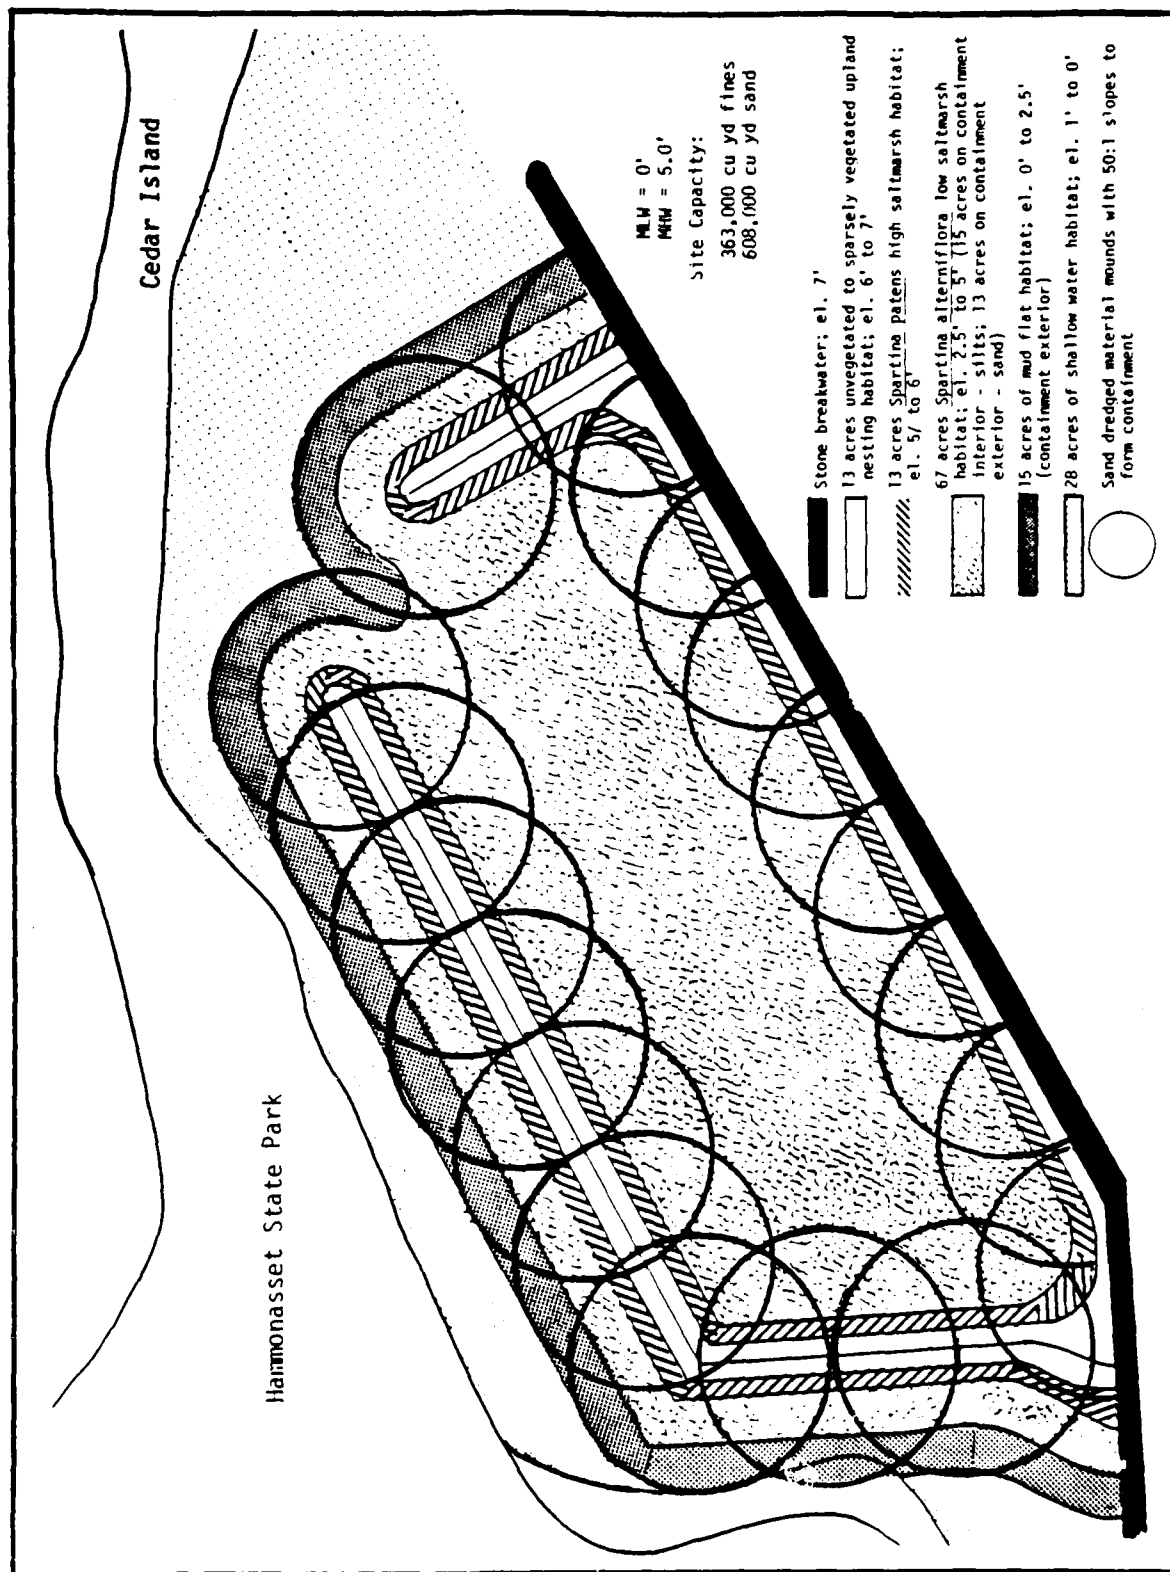 Cedar Island
Hammonasset State Park
MLW = 0'
MHW = 5.0'
Site Capacity:
363,000 cu yd fines
608,000 cu yd sand
Stone breakwater; el. 7'
13 acres unvegetated to sparsely vegetated upland
nesting habitat; el. 6' to 7'
13 acres Spartina patens high saltmarsh habitat;
el. 5/ to 6'
67 acres Spartina alterniflora low saltmarsh
habitat; el. 2.5' to 5' (15 acres on containment
interior - silts; 13 acres on containment
exterior - sand)
15 acres of mud flat habitat; el. 0' to 2.5'
(containment exterior)
28 acres of shallow water habitat; el. 1' to 0'
Sand dredged material mounds with 50:1 slopes to
form containment